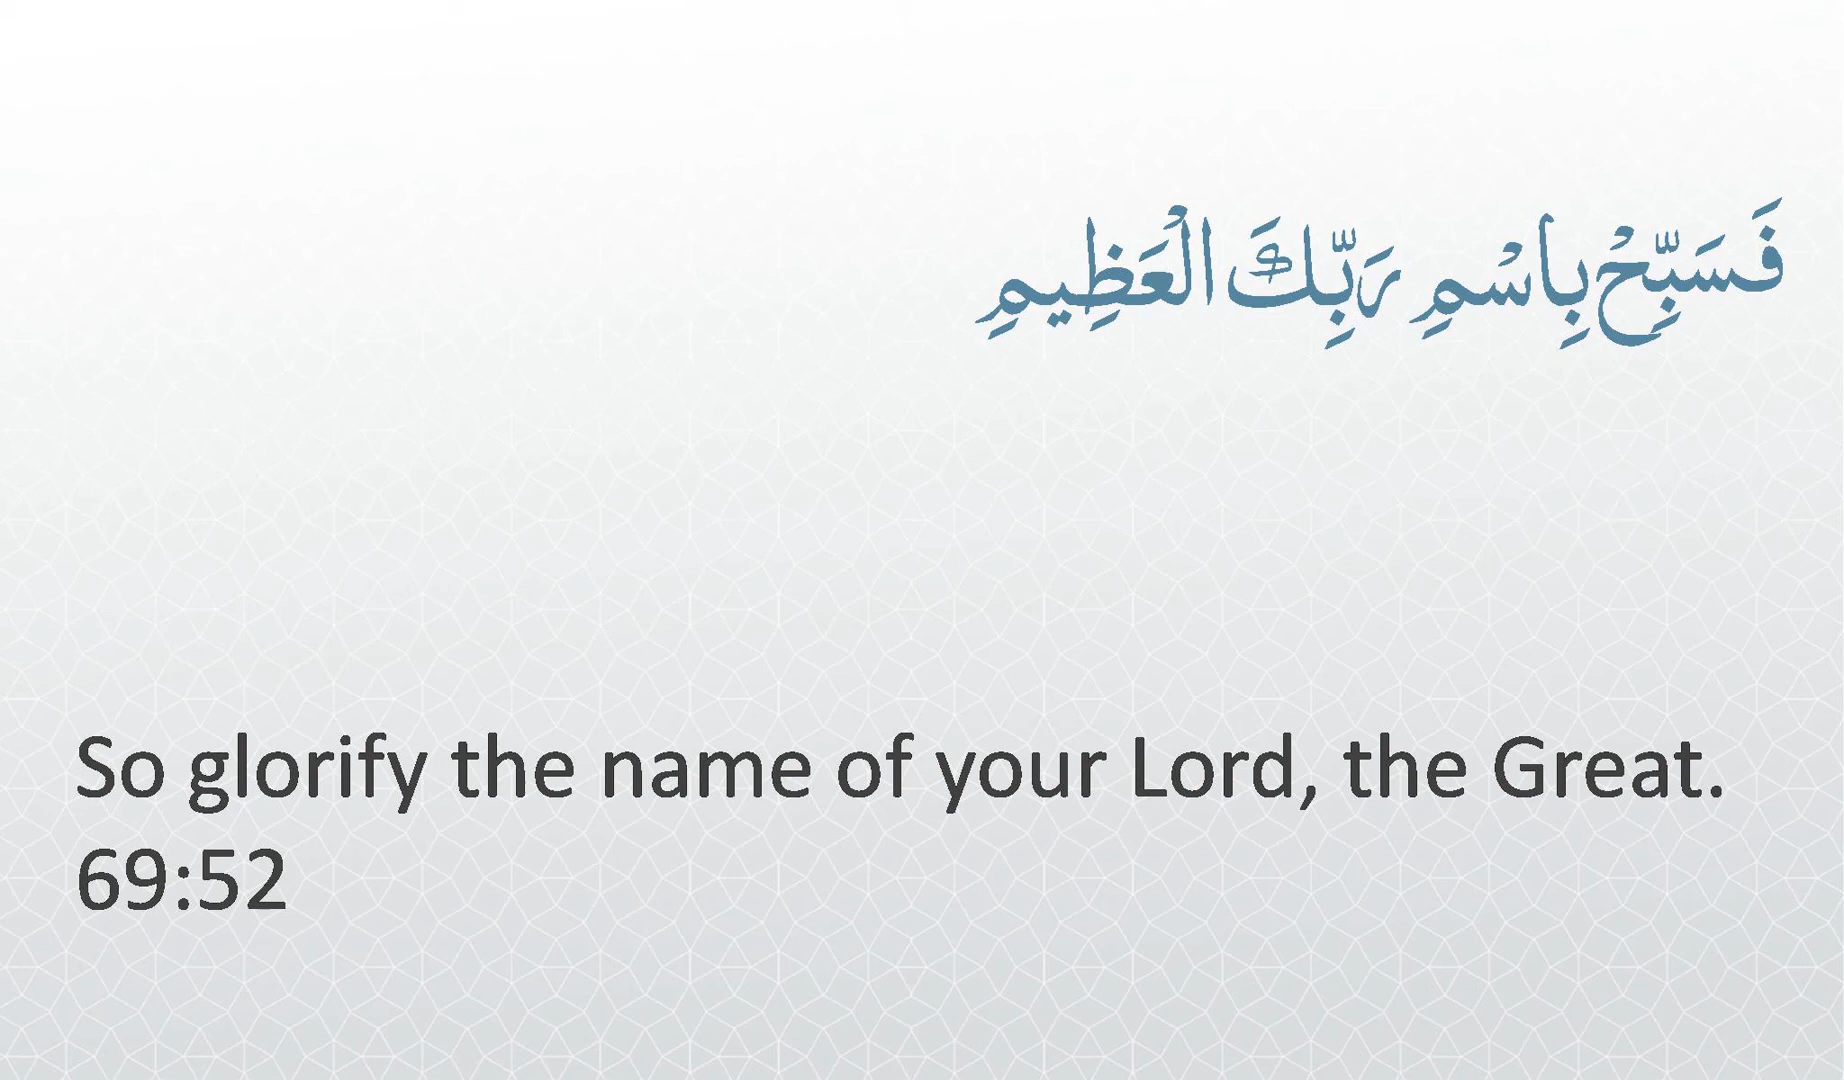 فَسَبِّحْ بِاسْمِ رَبِّكَ الْعَظِيمِ
So glorify the name of your Lord, the Great.
69:52